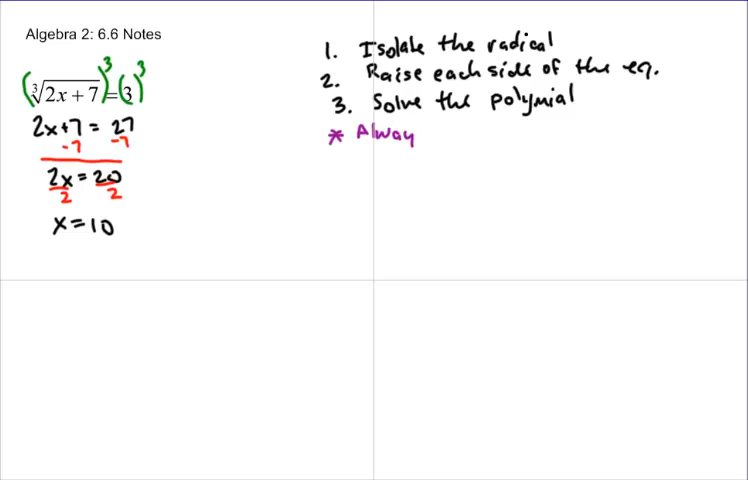 Algebra 2: 6.6 Notes
(∛2x + 7)³ = (3)³
2x+7 = 27
-7 -7
2x = 20
2 2
x = 10
1. Isolate the radical
2. Raise each side of the eq.
3. Solve the polymial
* Alway